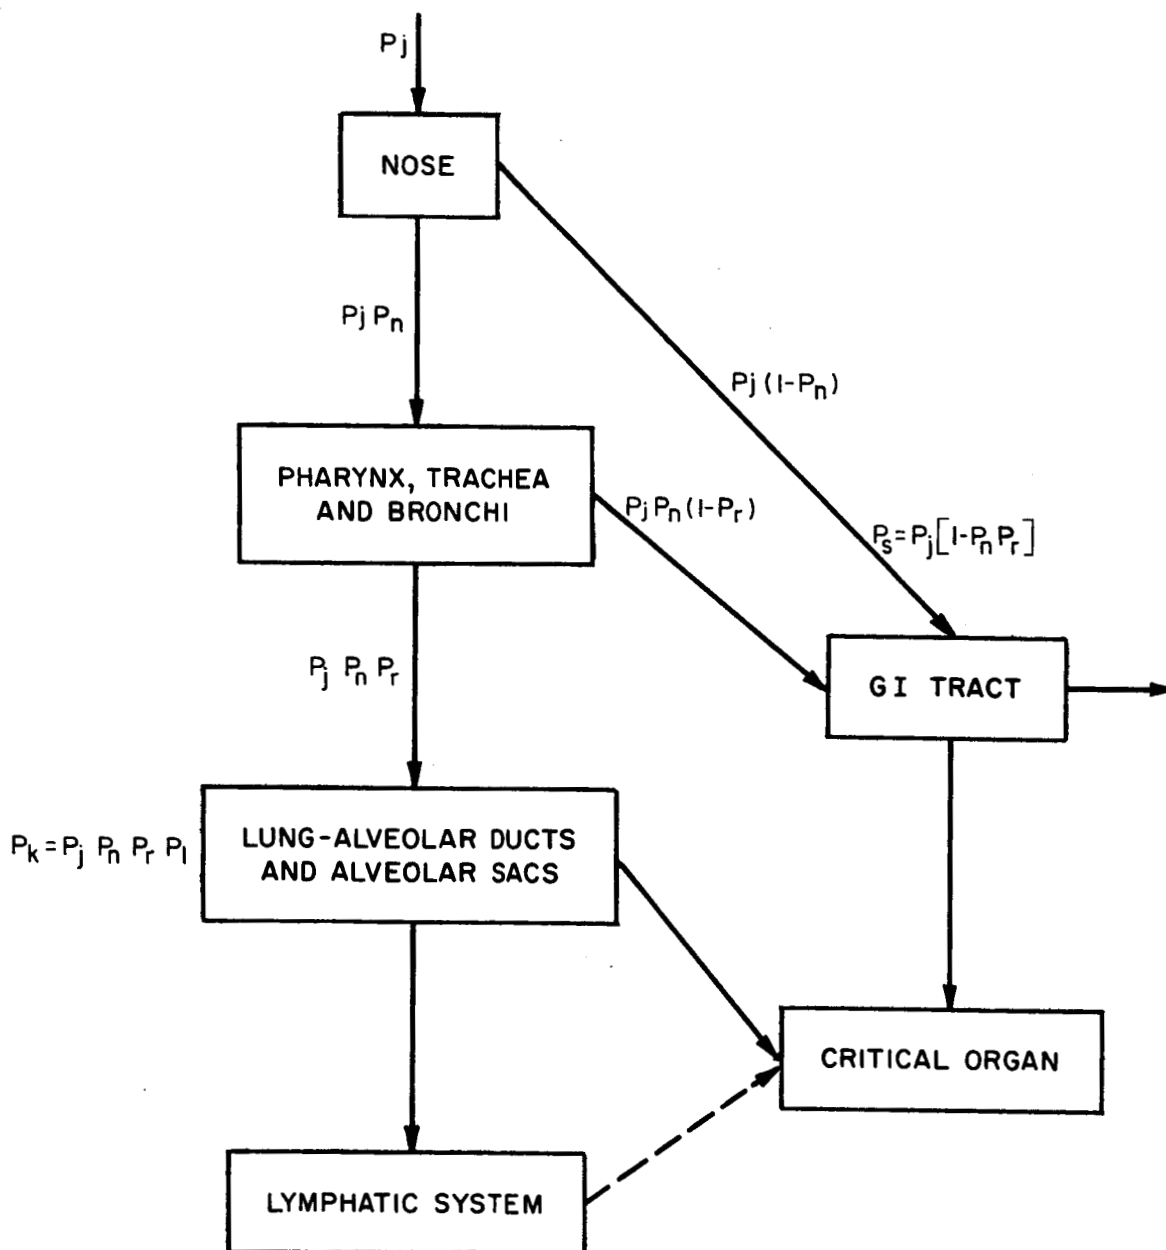 Pj
NOSE
Pj Pn
Pj (1-Pn)
PHARYNX, TRACHEA
AND BRONCHI
Pj Pn (1-Pr)
Ps = Pj [1-Pn Pr]
Pj Pn Pr
GI TRACT
Pk = Pj Pn Pr Pl
LUNG-ALVEOLAR DUCTS
AND ALVEOLAR SACS
CRITICAL ORGAN
LYMPHATIC SYSTEM